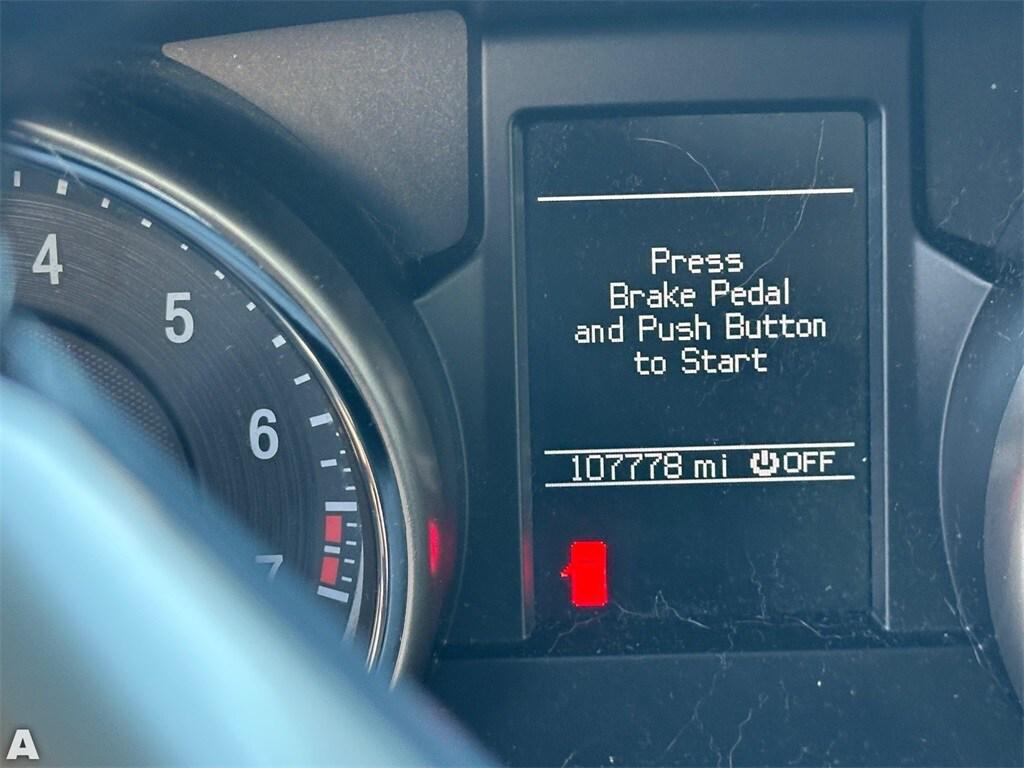 4
5
6
7
Press
Brake Pedal
and Push Button
to Start
107778 mi OFF
A